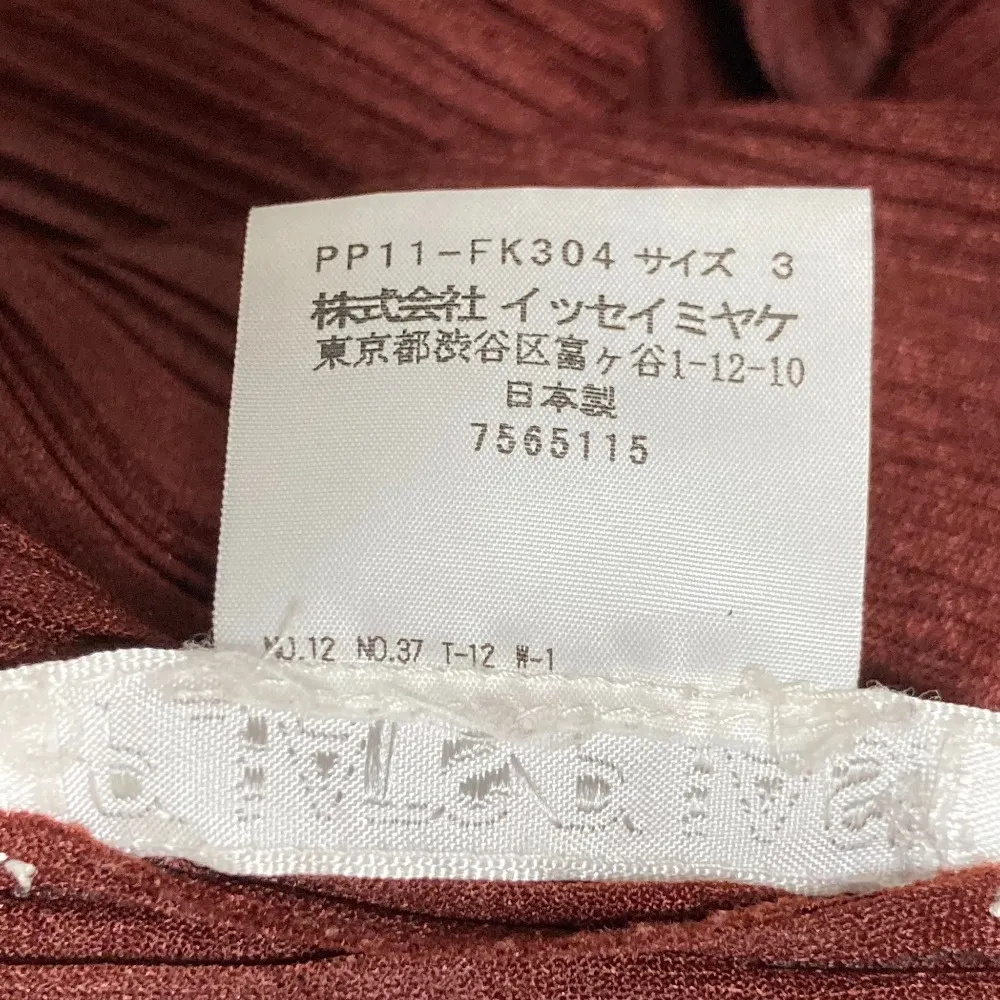 PP11-FK304 サイズ 3
株式会社 イッセイミヤケ
東京都渋谷区富ヶ谷1-12-10
日本製
7565115
NO.12 NO.37 T-12 W-1